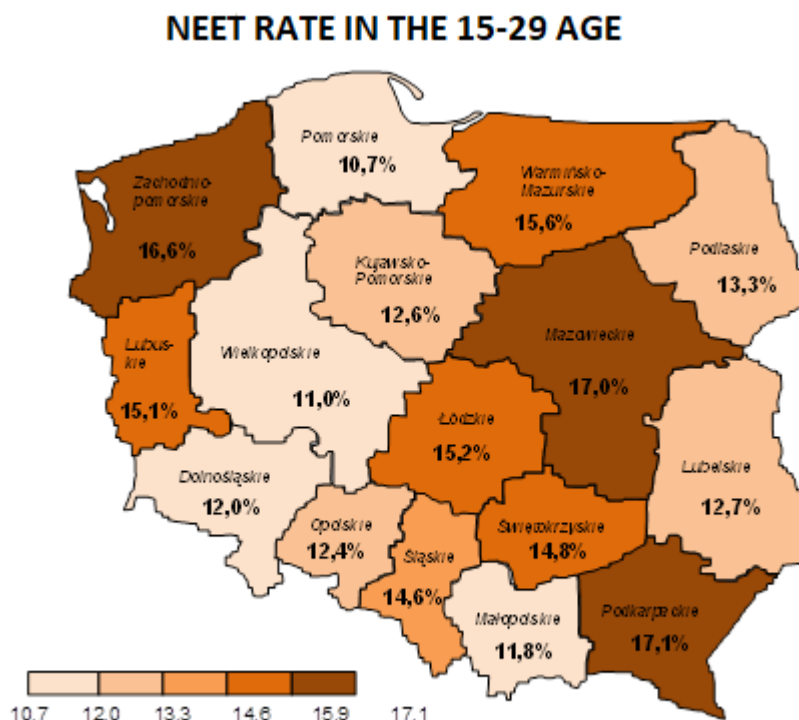 NEET RATE IN THE 15-29 AGE
Pomorskie
10,7%
Zachodnio-
pomorskie
16,6%
Warmińsko-
Mazurskie
15,6%
Podlaskie
13,3%
Kujawsko-
Pomorskie
12,6%
Mazowieckie
17,0%
Lubus-
kie
15,1%
Wielkopolskie
11,0%
Łódzkie
15,2%
Lubelskie
12,7%
Dolnośląskie
12,0%
Opolskie
12,4%
Śląskie
14,6%
Świętokrzyskie
14,8%
Małopolskie
11,8%
Podkarpackie
17,1%
10.7 12.0 13.3 14.6 15.9 17.1